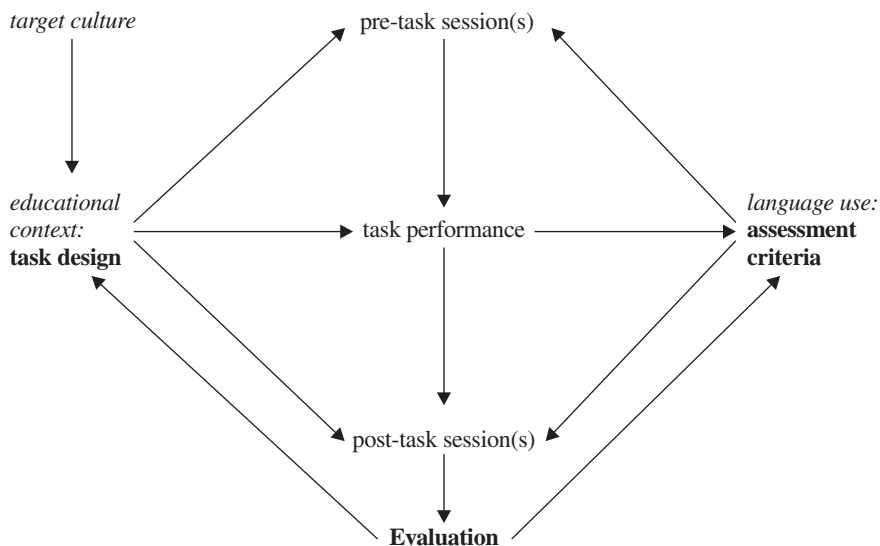 target culture
pre-task session(s)
educational
context:
task design
task performance
language use:
assessment
criteria
post-task session(s)
Evaluation